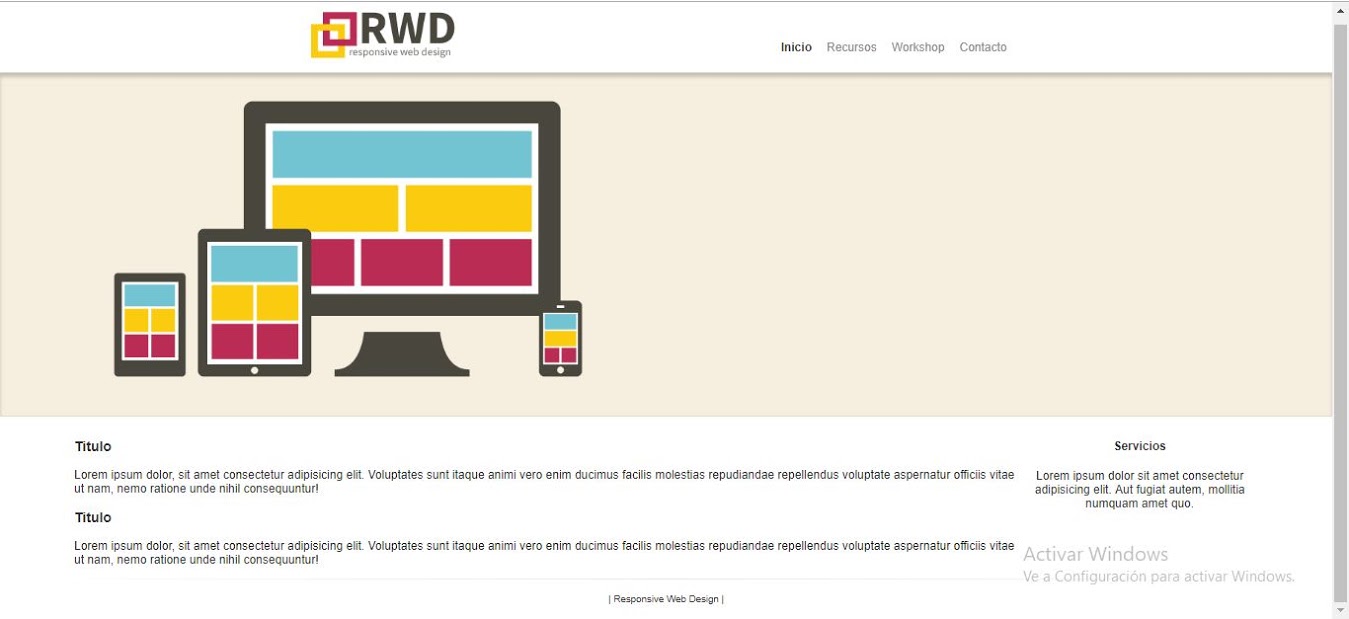 RWD
responsive web design
Inicio Recursos Workshop Contacto
Titulo
Lorem ipsum dolor, sit amet consectetur adipisicing elit. Voluptates sunt itaque animi vero enim ducimus facilis molestias repudiandae repellendus voluptate aspernatur officiis vitae
ut nam, nemo ratione unde nihil consequuntur!
Titulo
Lorem ipsum dolor, sit amet consectetur adipisicing elit. Voluptates sunt itaque animi vero enim ducimus facilis molestias repudiandae repellendus voluptate aspernatur officiis vitae
ut nam, nemo ratione unde nihil consequuntur!
Servicios
Lorem ipsum dolor sit amet consectetur
adipisicing elit. Aut fugiat autem, mollitia
numquam amet quo.
Activar Windows
Ve a Configuración para activar Windows.
| Responsive Web Design |